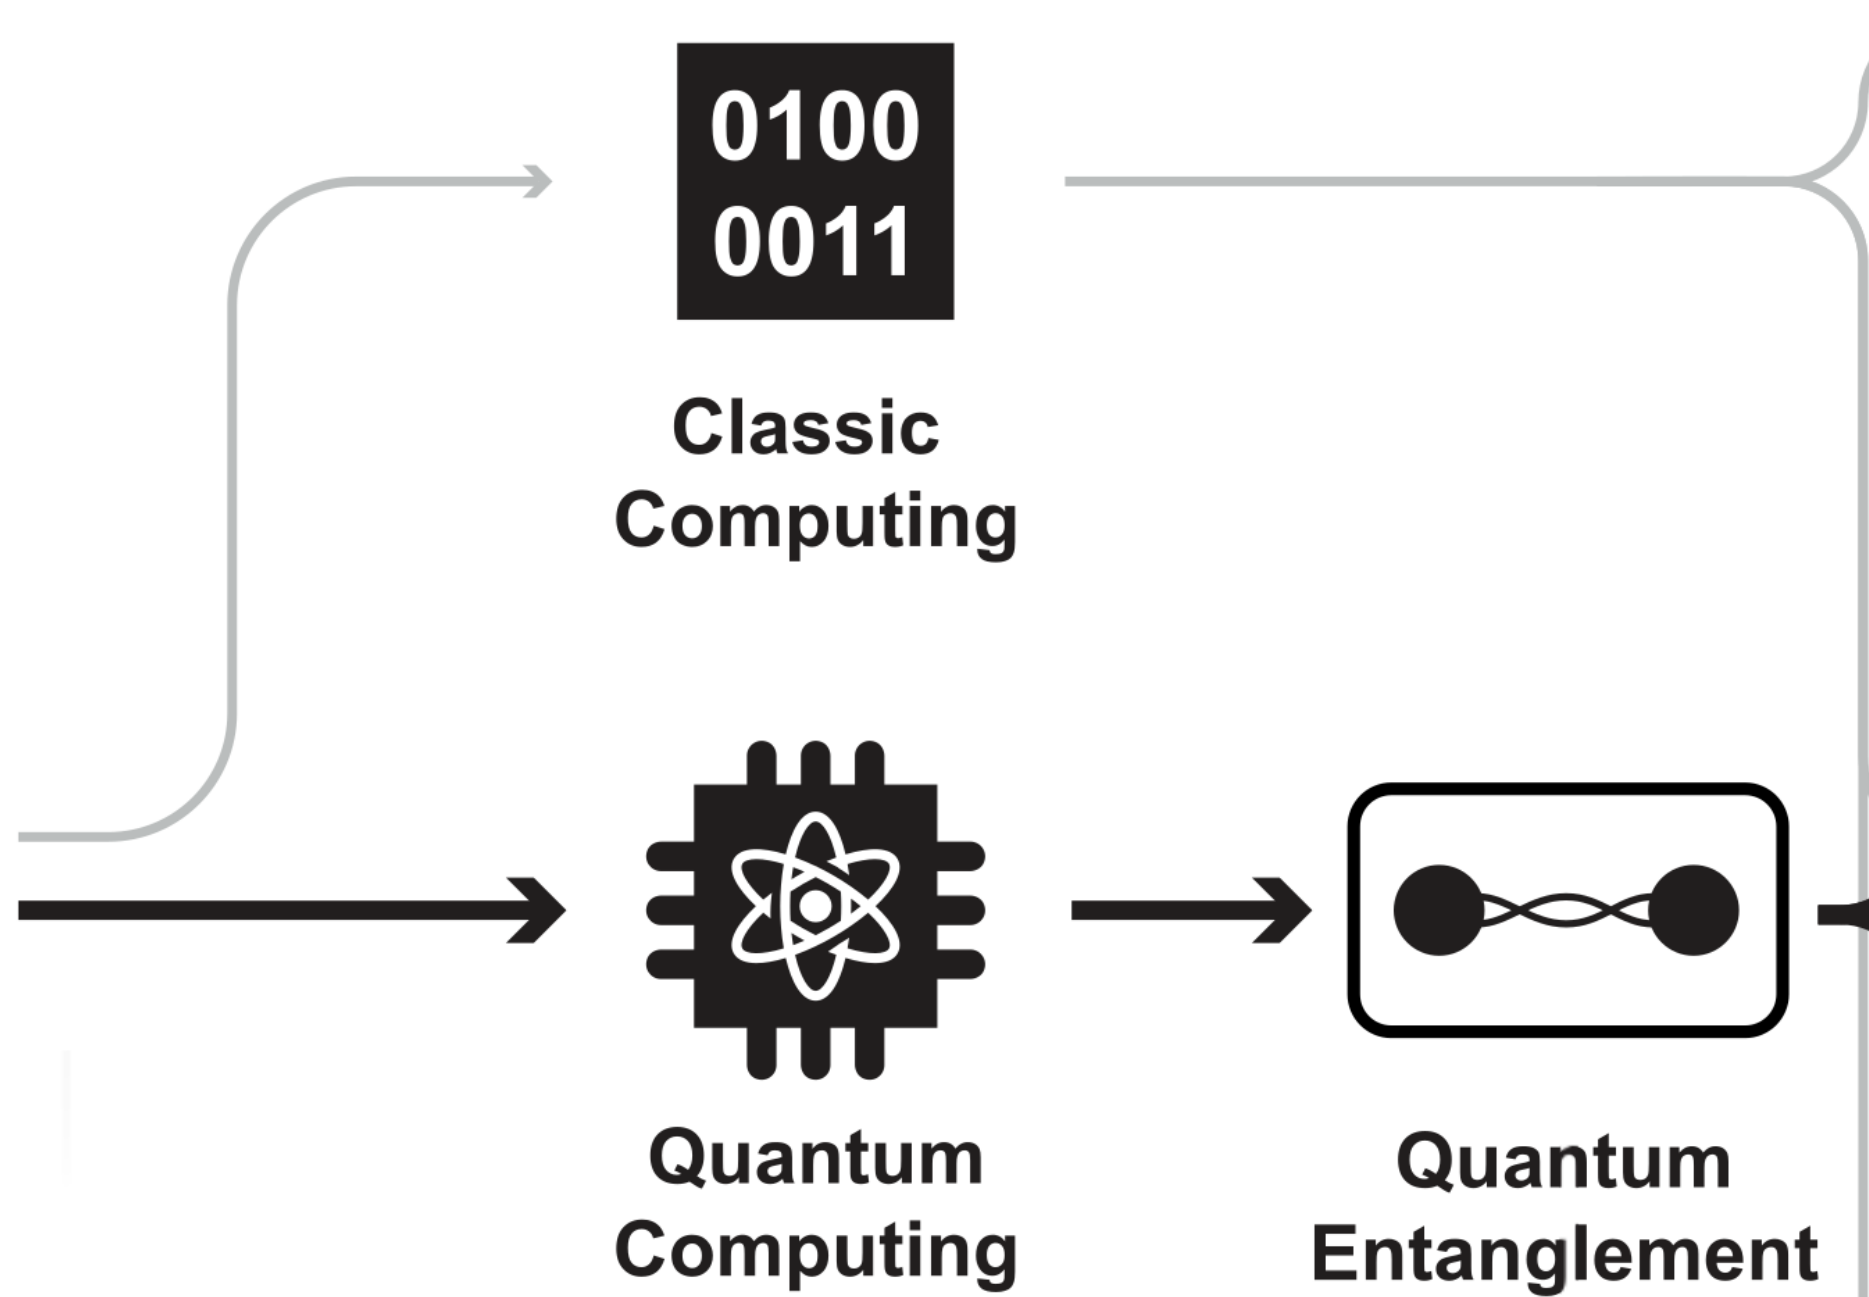 0100
0011
Classic
Computing
Quantum
Computing
Quantum
Entanglement